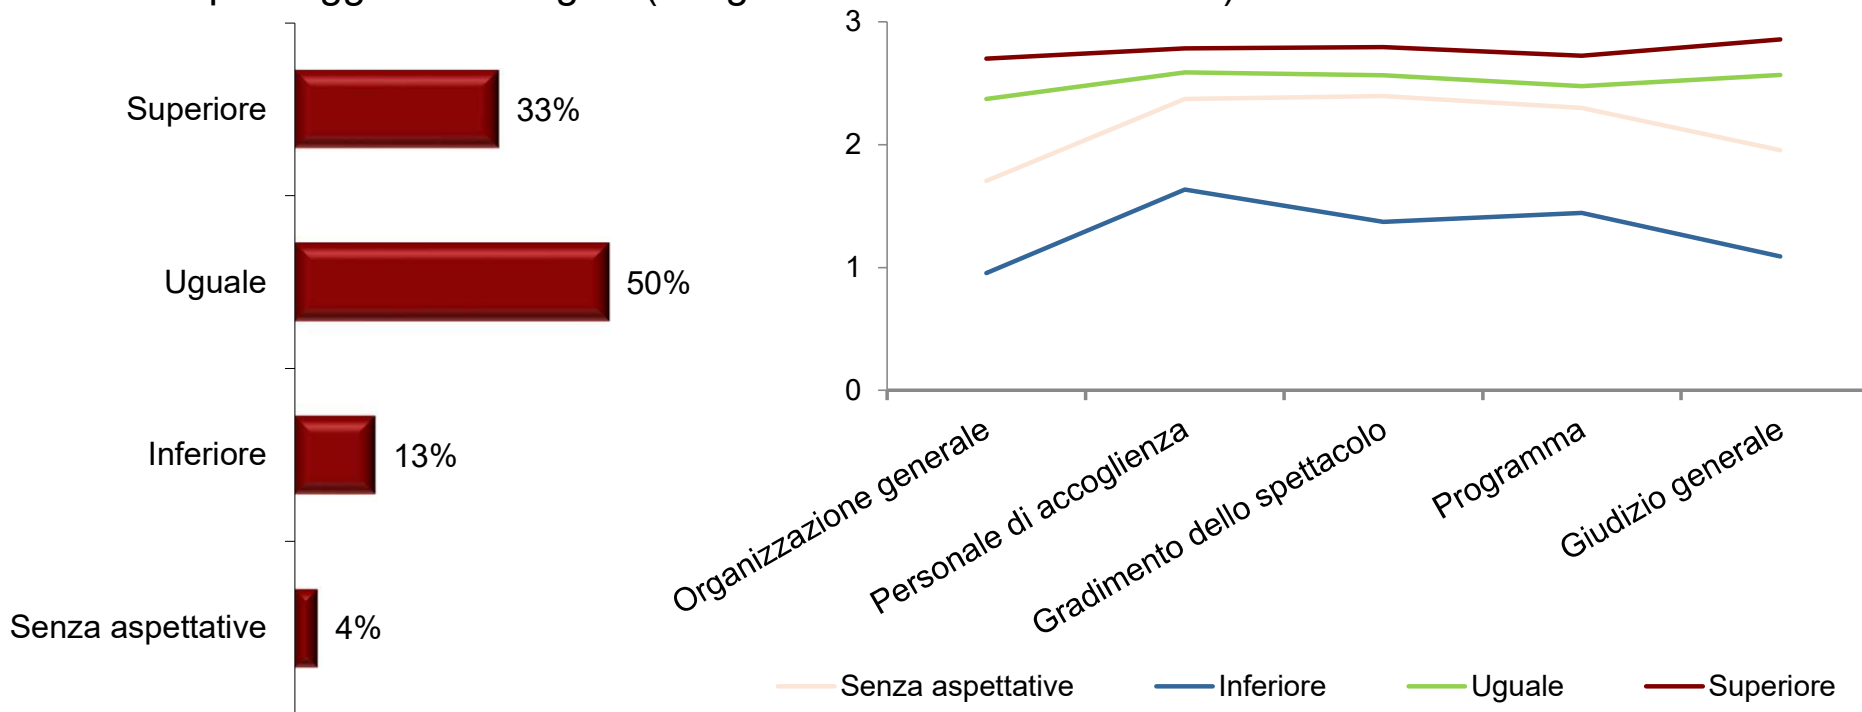 Superiore
33%
Uguale
50%
Inferiore
13%
Senza aspettative
4%
3
2
1
0
Organizzazione generale
Personale di accoglienza
Gradimento dello spettacolo
Programma
Giudizio generale
Senza aspettative
Inferiore
Uguale
Superiore